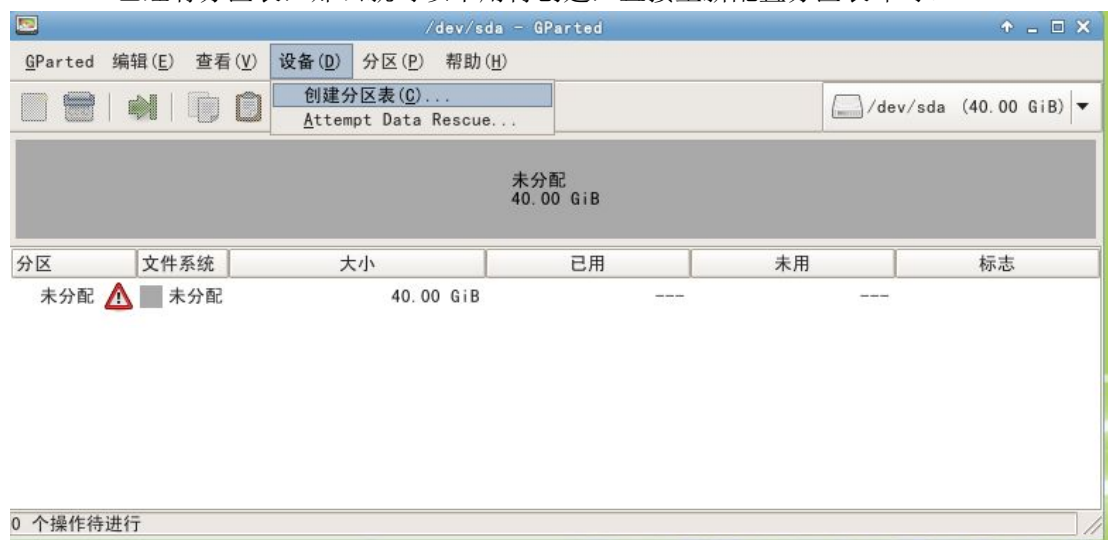 /dev/sda - GParted
GParted 编辑(E) 查看(V) 设备(D) 分区(P) 帮助(H)
创建分区表(C)...
Attempt Data Rescue...
/dev/sda (40.00 GiB)
未分配
40.00 GiB
分区 文件系统 大小 已用 未用 标志
未分配 未分配 40.00 GiB --- ---
0 个操作待进行